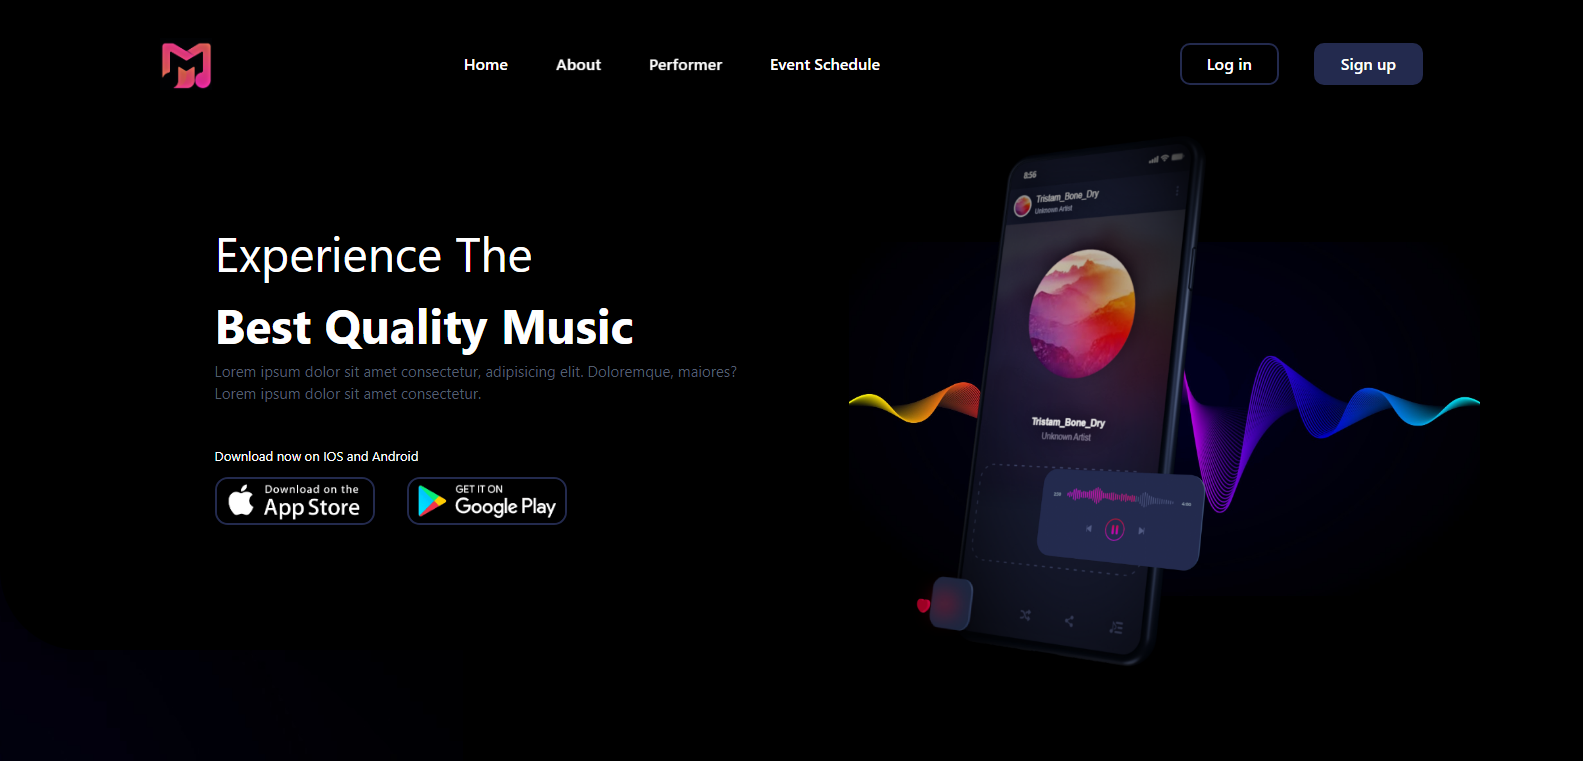 Home
About
Performer
Event Schedule
Log in
Sign up
Experience The
Best Quality Music
Lorem ipsum dolor sit amet consectetur, adipisicing elit. Doloremque, maiores?
Lorem ipsum dolor sit amet consectetur.
Download now on IOS and Android
Download on the
App Store
GET IT ON
Google Play
8:56
Tristam_Bone_Dry
Unknown Artist
Tristam_Bone_Dry
Unknown Artist